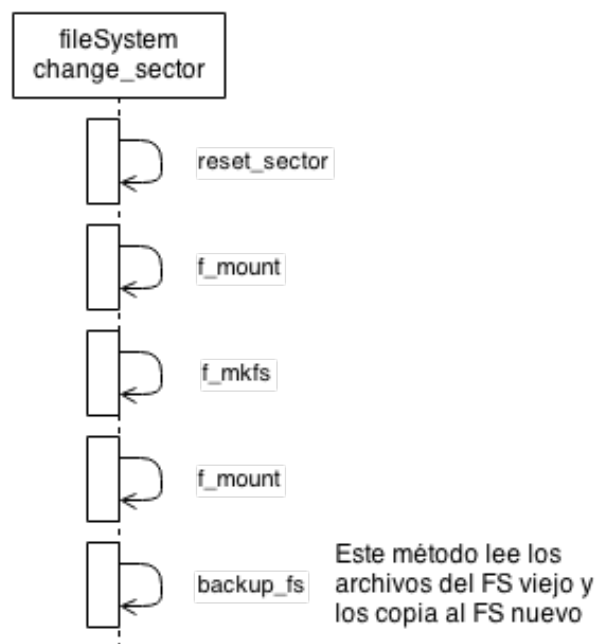 fileSystem
change_sector
reset_sector
f_mount
f_mkfs
f_mount
backup_fs
Este método lee los
archivos del FS viejo y
los copia al FS nuevo